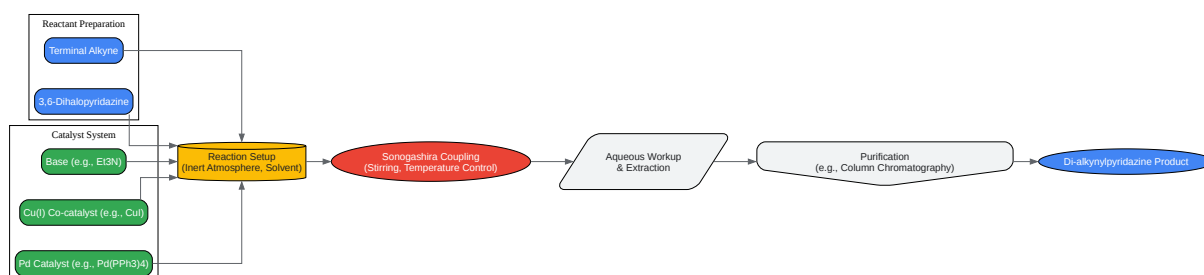 Reactant Preparation
Terminal Alkyne
3,6-Dihalopyridazine
Catalyst System
Base (e.g., Et3N)
Cu(I) Co-catalyst (e.g., CuI)
Pd Catalyst (e.g., Pd(PPh3)4)
Reaction Setup
(Inert Atmosphere, Solvent)
Sonogashira Coupling
(Stirring, Temperature Control)
Aqueous Workup
& Extraction
Purification
(e.g., Column Chromatography)
Di-alkynylpyridazine Product